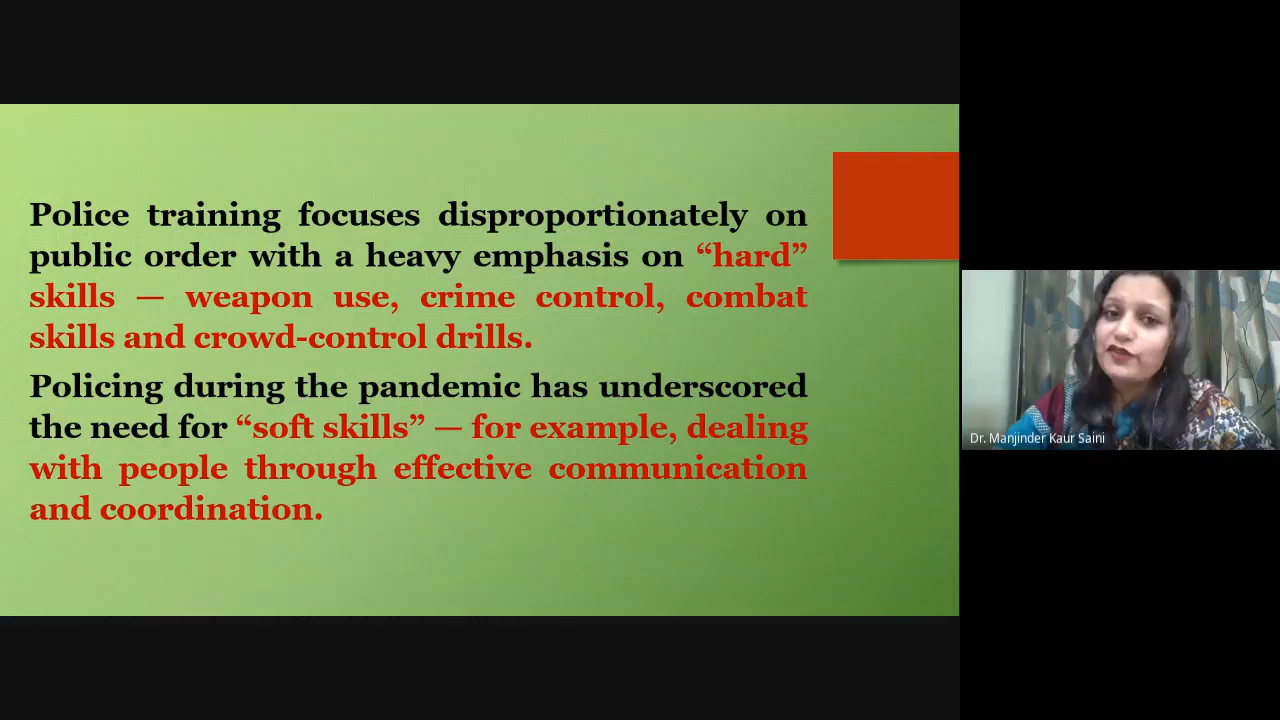 Police training focuses disproportionately on
public order with a heavy emphasis on “hard”
skills — weapon use, crime control, combat
skills and crowd-control drills.
Policing during the pandemic has underscored
the need for “soft skills” — for example, dealing
with people through effective communication
and coordination.
Dr. Manjinder Kaur Saini